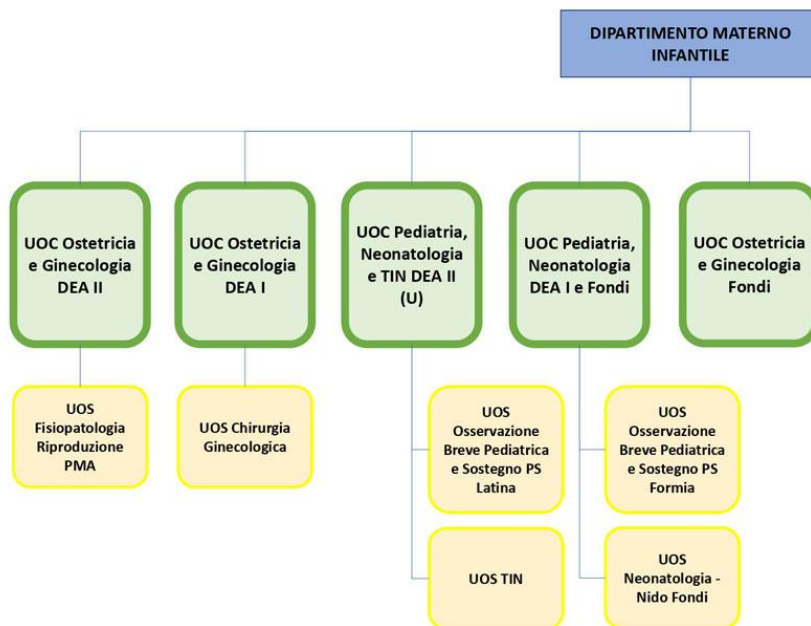 DIPARTIMENTO MATERNO
INFANTILE
UOC Ostetricia
e Ginecologia
DEA II
UOC Ostetricia
e Ginecologia
DEA I
UOC Pediatria,
Neonatologia
e TIN DEA II
(U)
UOC Pediatria,
Neonatologia
DEA I e Fondi
UOC Ostetricia
e Ginecologia
Fondi
UOS
Fisiopatologia
Riproduzione
PMA
UOS Chirurgia
Ginecologica
UOS
Osservazione
Breve Pediatrica
e Sostegno PS
Latina
UOS
Osservazione
Breve Pediatrica
e Sostegno PS
Formia
UOS TIN
UOS
Neonatologia -
Nido Fondi